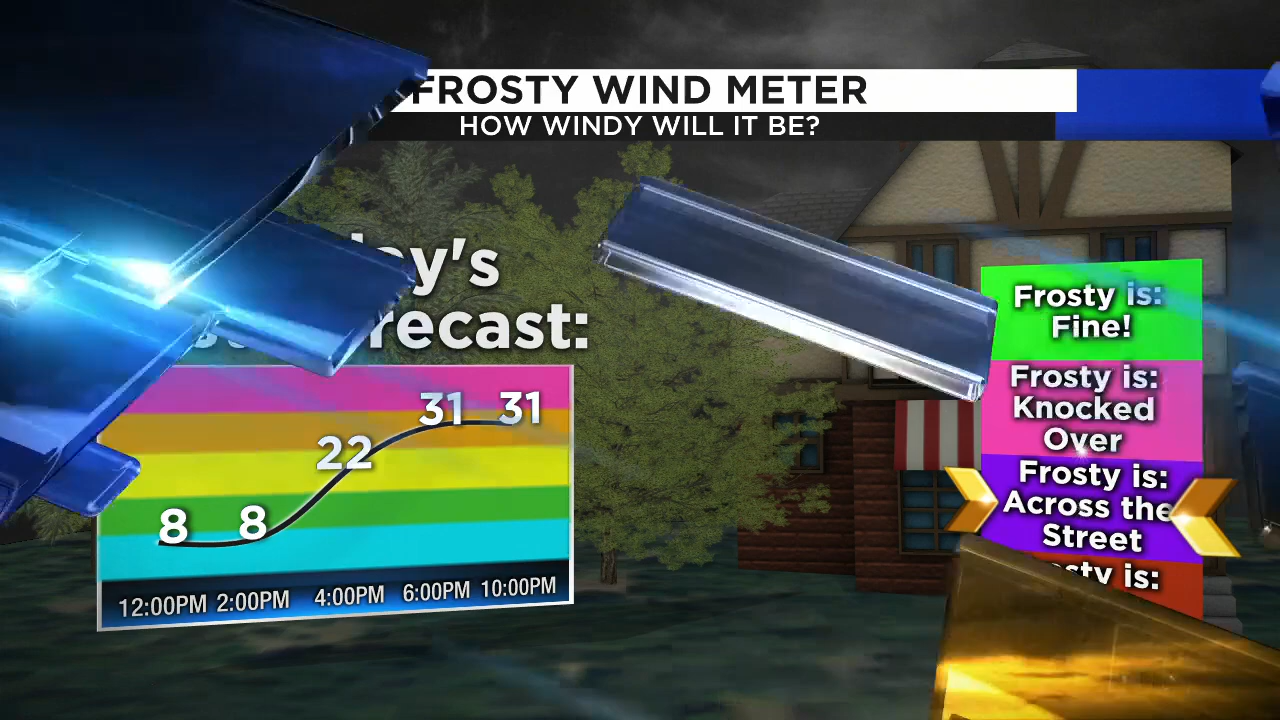 FROSTY WIND METER
HOW WINDY WILL IT BE?
31 31
22
8 8
12:00PM 2:00PM 4:00PM 6:00PM 10:00PM
Frosty is:
Fine!
Frosty is:
Knocked
Over
Frosty is:
Across the
Street
is: